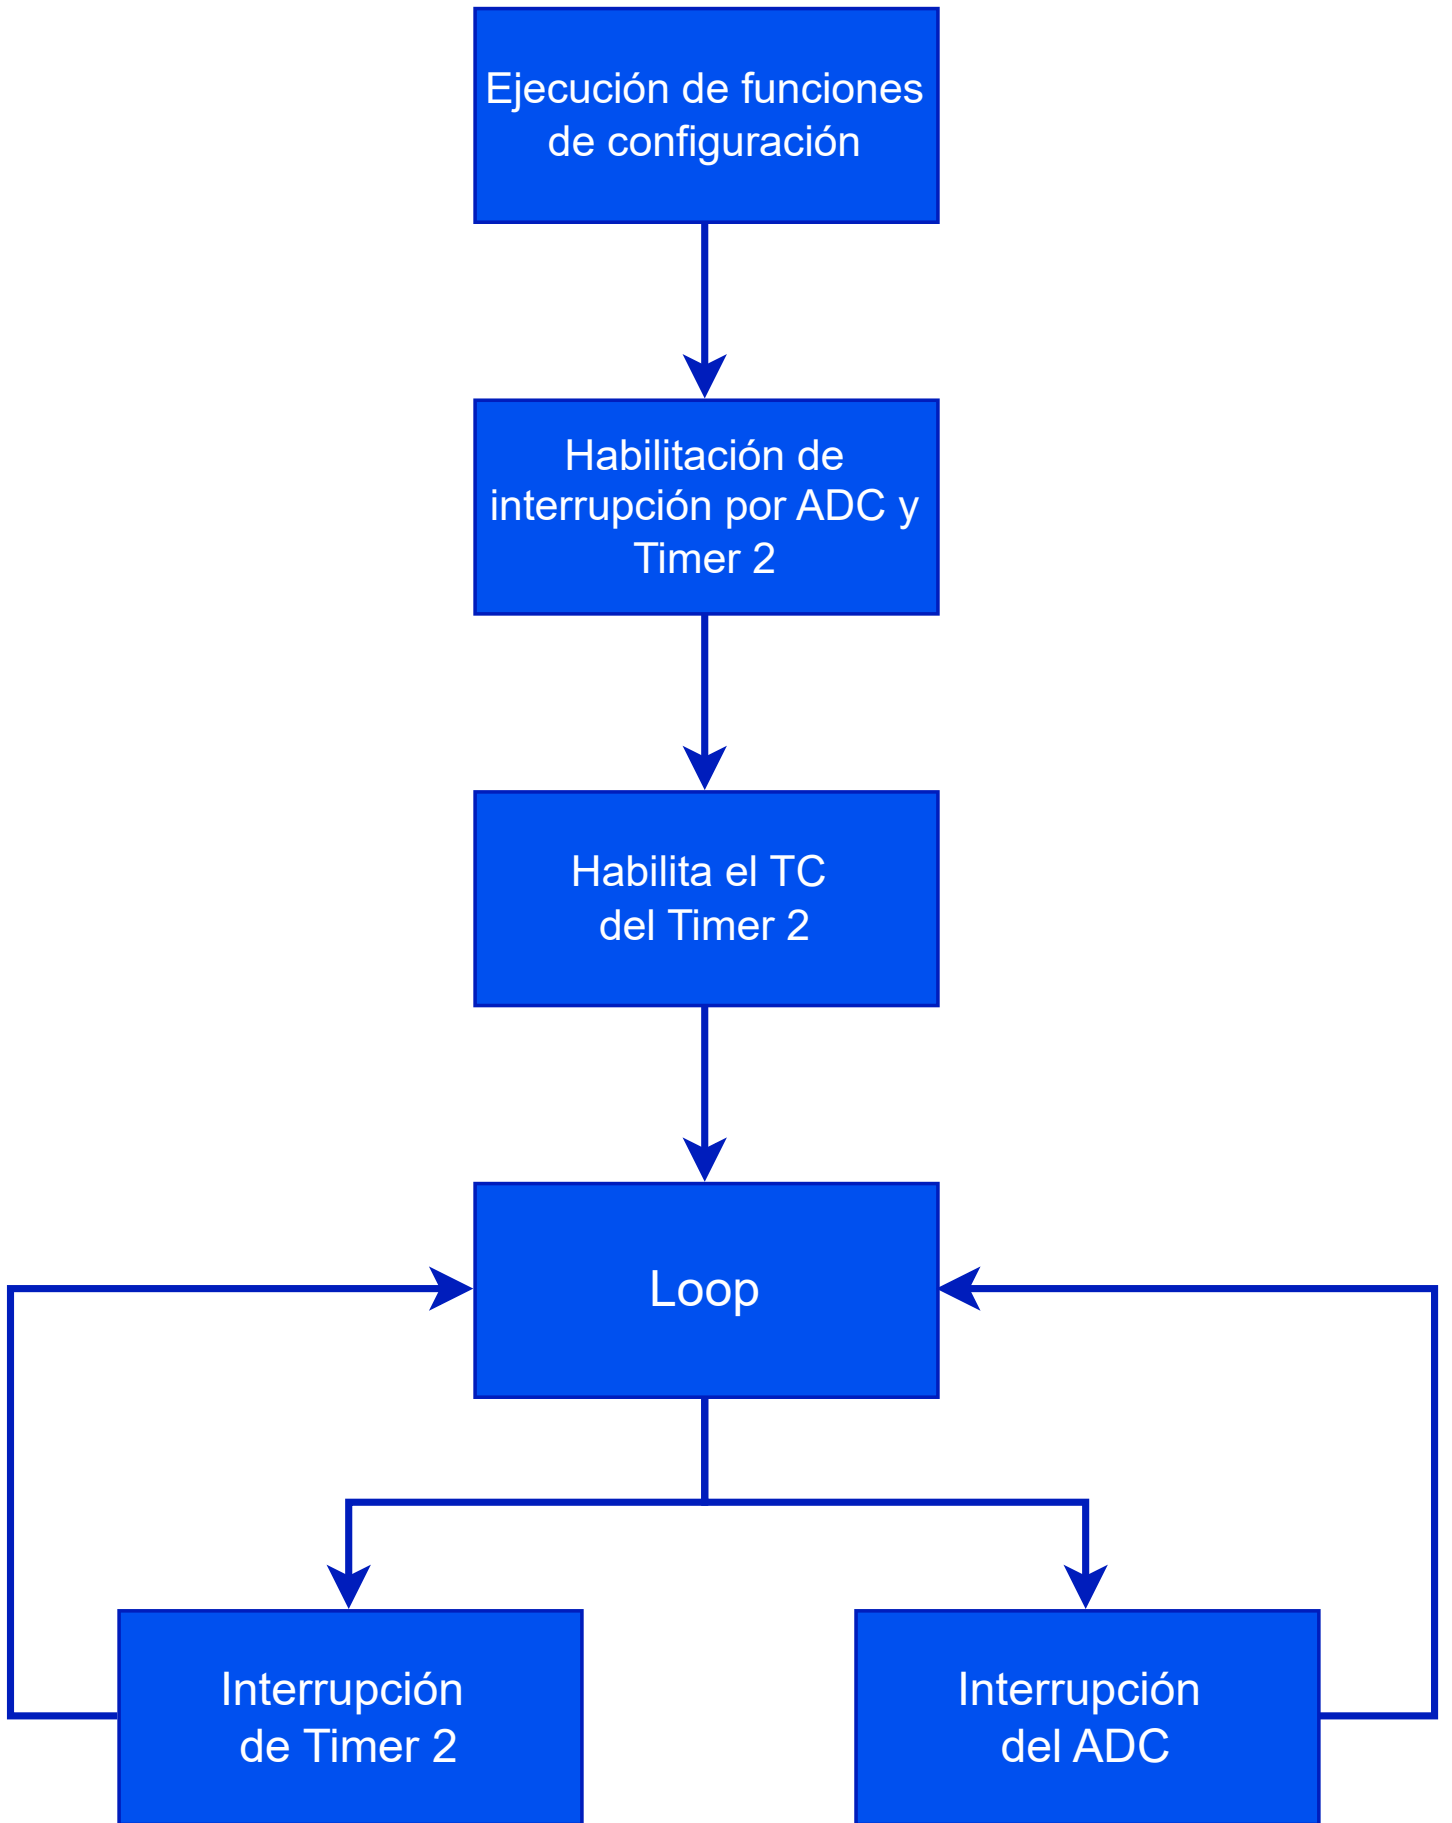 Ejecución de funciones
de configuración
Habilitación de
interrupción por ADC y
Timer 2
Habilita el TC
del Timer 2
Loop
Interrupción
de Timer 2
Interrupción
del ADC